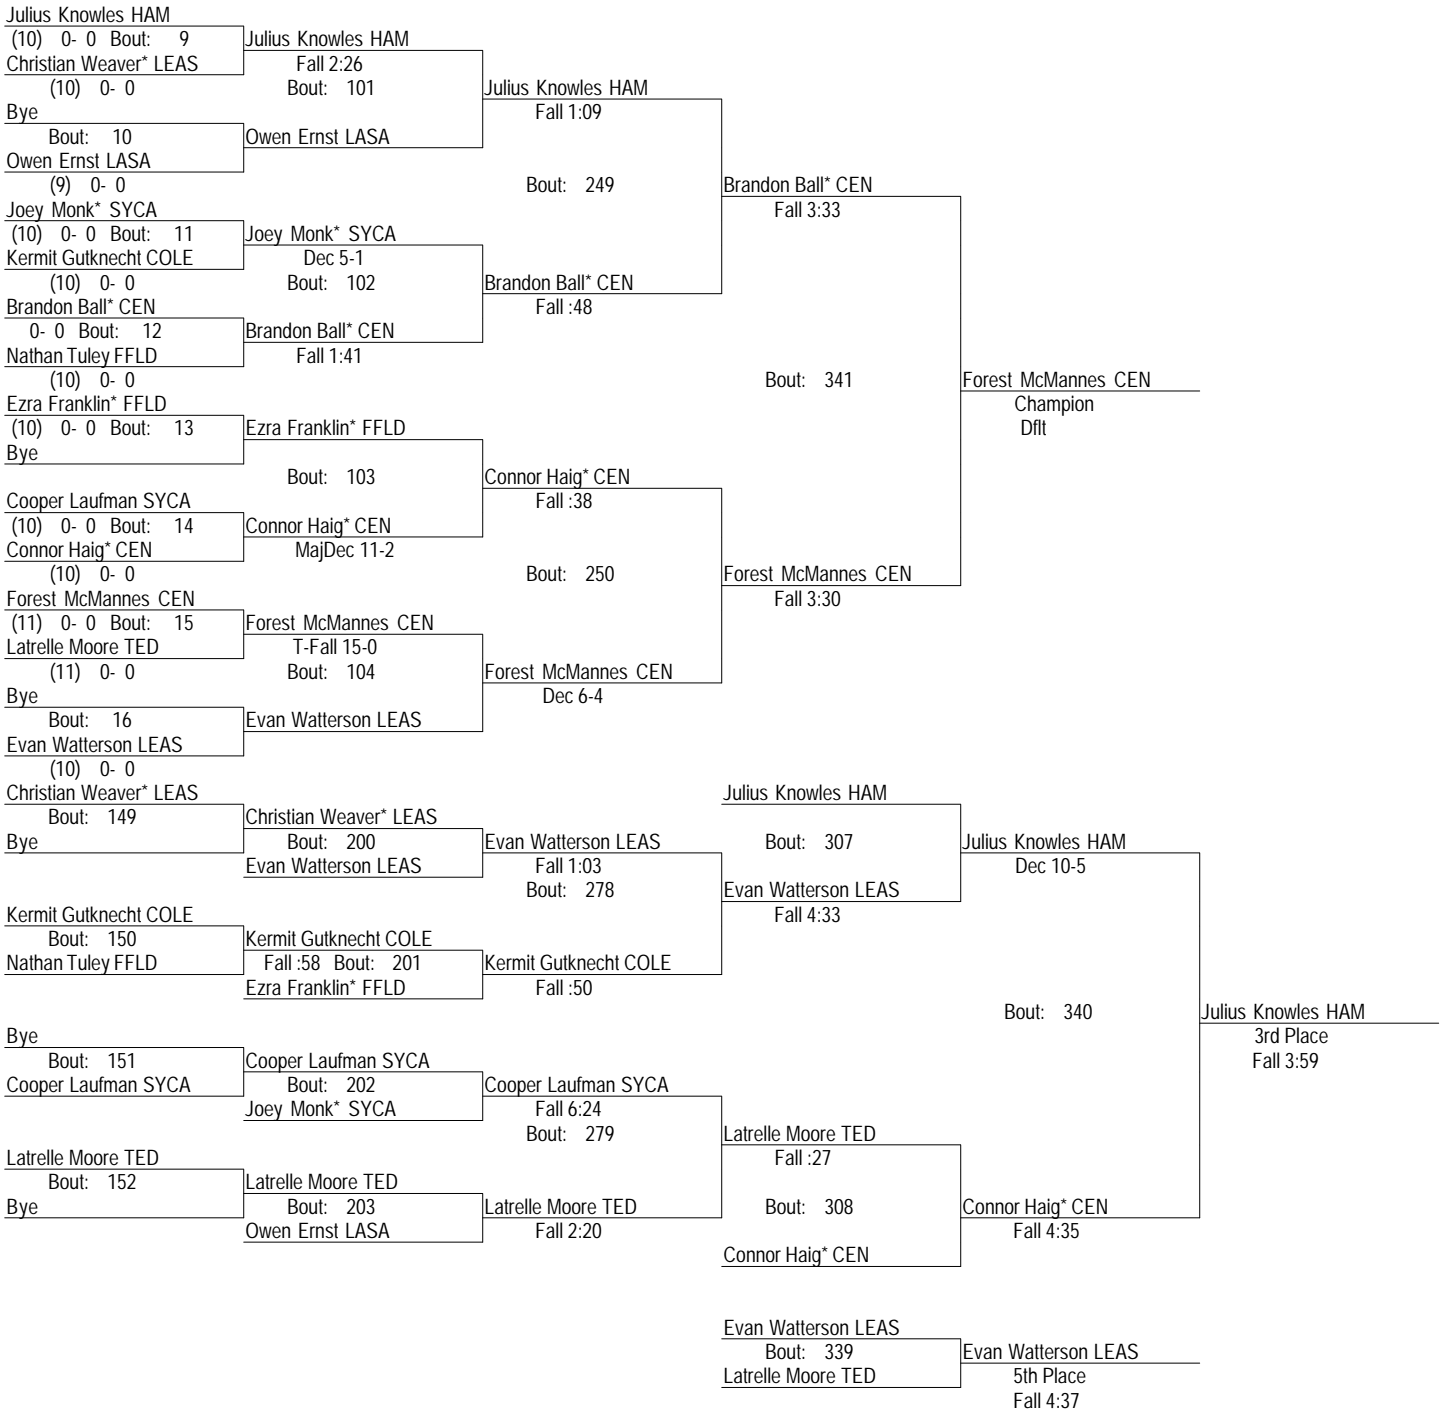 Julius Knowles HAM
(10) 0- 0 Bout: 9 Julius Knowles HAM
Christian Weaver* LEAS Fall 2:26
(10) 0- 0 Bout: 101 Julius Knowles HAM
Bye Fall 1:09
Bout: 10 Owen Ernst LASA
Owen Ernst LASA
(9) 0- 0 Bout: 249 Brandon Ball* CEN
Joey Monk* SYCA Fall 3:33
(10) 0- 0 Bout: 11 Joey Monk* SYCA
Kermit Gutknecht COLE Dec 5-1
(10) 0- 0 Bout: 102 Brandon Ball* CEN
Brandon Ball* CEN Fall :48
0- 0 Bout: 12 Brandon Ball* CEN
Nathan Tuley FFLD Fall 1:41
(10) 0- 0 Bout: 341 Forest McMannes CEN
Ezra Franklin* FFLD Champion
(10) 0- 0 Bout: 13 Ezra Franklin* FFLD Dflt
Bye
Bout: 103 Connor Haig* CEN
Cooper Laufman SYCA Fall :38
(10) 0- 0 Bout: 14 Connor Haig* CEN
Connor Haig* CEN MajDec 11-2
(10) 0- 0 Bout: 250 Forest McMannes CEN
Forest McMannes CEN Fall 3:30
(11) 0- 0 Bout: 15 Forest McMannes CEN
Latrelle Moore TED T-Fall 15-0
(11) 0- 0 Bout: 104 Forest McMannes CEN
Bye Dec 6-4
Bout: 16 Evan Watterson LEAS
Evan Watterson LEAS
(10) 0- 0
Christian Weaver* LEAS Julius Knowles HAM
Bout: 149 Christian Weaver* LEAS
Bye Bout: 200 Evan Watterson LEAS Bout: 307 Julius Knowles HAM
Evan Watterson LEAS Fall 1:03 Dec 10-5
Bout: 278 Evan Watterson LEAS
Kermit Gutknecht COLE Fall 4:33
Bout: 150 Kermit Gutknecht COLE
Nathan Tuley FFLD Fall :58 Bout: 201 Kermit Gutknecht COLE
Ezra Franklin* FFLD Fall :50
Bout: 340 Julius Knowles HAM
Bye 3rd Place
Bout: 151 Cooper Laufman SYCA Fall 3:59
Cooper Laufman SYCA Bout: 202 Cooper Laufman SYCA
Joey Monk* SYCA Fall 6:24
Bout: 279 Latrelle Moore TED
Latrelle Moore TED Fall :27
Bout: 152 Latrelle Moore TED
Bye Bout: 203 Latrelle Moore TED Bout: 308 Connor Haig* CEN
Owen Ernst LASA Fall 2:20 Fall 4:35
Connor Haig* CEN
Evan Watterson LEAS
Bout: 339 Evan Watterson LEAS
Latrelle Moore TED 5th Place
Fall 4:37